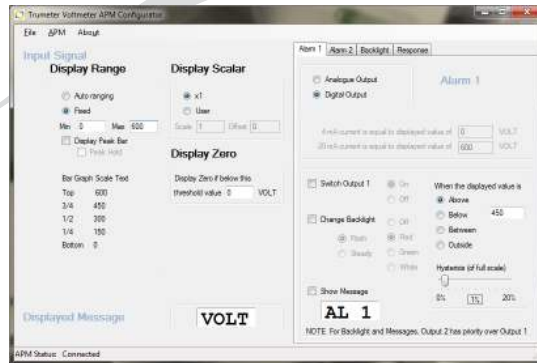 Trumeter Voltmeter APM Configurator
File APM About
Input Signal
Display Range
Auto ranging
Fixed
Min 0 Max 600
Display Peak Bar
Peak Hold
Bar Graph Scale Text
Top 600
3/4 450
1/2 300
1/4 150
Bottom 0
Display Scalar
x1
User
Scale 1 Offset 0
Display Zero
Display Zero if below this
threshold value 0 VOLT
Displayed Message
VOLT
Alarm 1 Alarm 2 Backlight Response
Analogue Output
Digital Output
Alarm 1
4 mA current is equal to displayed value of 0 VOLT
20 mA current is equal to displayed value of 600 VOLT
Switch Output 1
On
Off
Change Backlight
Off
Flash
Red
Steady
Green
White
When the displayed value is
Above
Below 450
Between
Outside
Hysteresis (of full scale)
0% 1% 20%
Show Message
AL 1
NOTE: For Backlight and Messages, Output 2 has priority over Output 1
APM Status: Connected